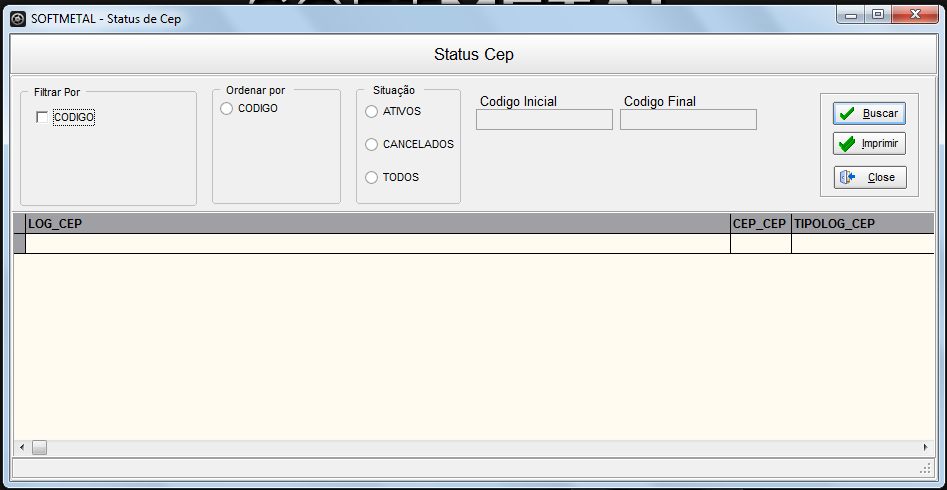 SOFTMETAL - Status de Cep
Status Cep
Filtrar Por
CODIGO
Ordenar por
CODIGO
Situação
ATIVOS
CANCELADOS
TODOS
Codigo Inicial
Codigo Final
Buscar
Imprimir
Close
LOG_CEP CEP_CEP TIPOLOG_CEP